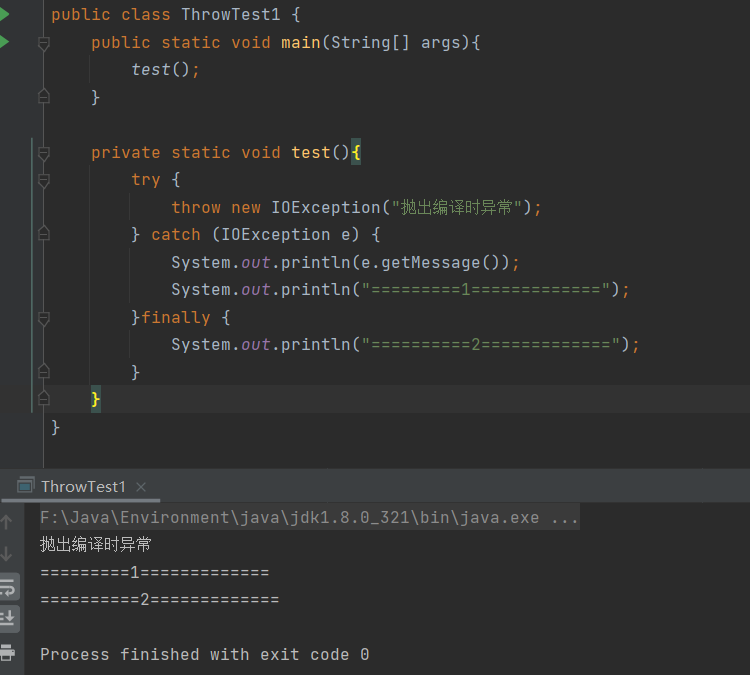 public class ThrowTest1 {
    public static void main(String[] args){
        test();
    }

    private static void test(){
        try {
            throw new IOException("抛出编译时异常");
        } catch (IOException e) {
            System.out.println(e.getMessage());
            System.out.println("=========1=============");
        }finally {
            System.out.println("==========2=============");
        }
    }
}
ThrowTest1 ×
F:\Java\Environment\java\jdk1.8.0_321\bin\java.exe ...
抛出编译时异常
=========1=============
==========2=============

Process finished with exit code 0